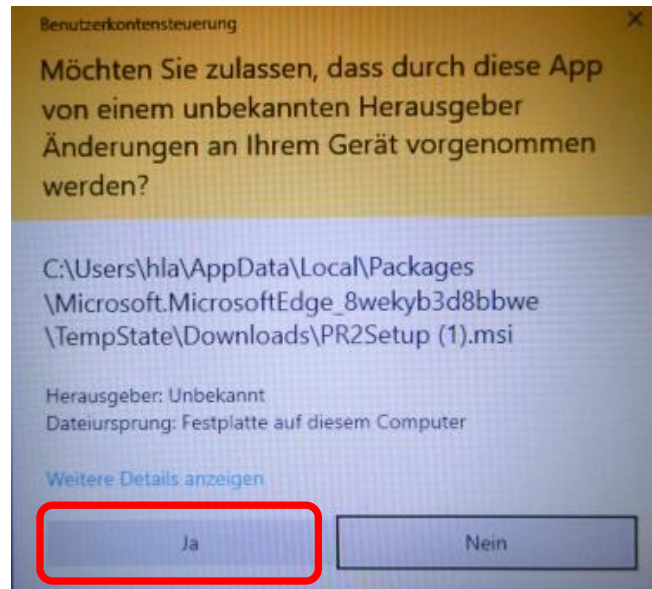 Benutzerkontensteuerung
Möchten Sie zulassen, dass durch diese App
von einem unbekannten Herausgeber
Änderungen an Ihrem Gerät vorgenommen
werden?
C:\Users\hla\AppData\Local\Packages
\Microsoft.MicrosoftEdge_8wekyb3d8bbwe
\TempState\Downloads\PR2Setup (1).msi
Herausgeber: Unbekannt
Dateiursprung: Festplatte auf diesem Computer
Weitere Details anzeigen
Ja
Nein